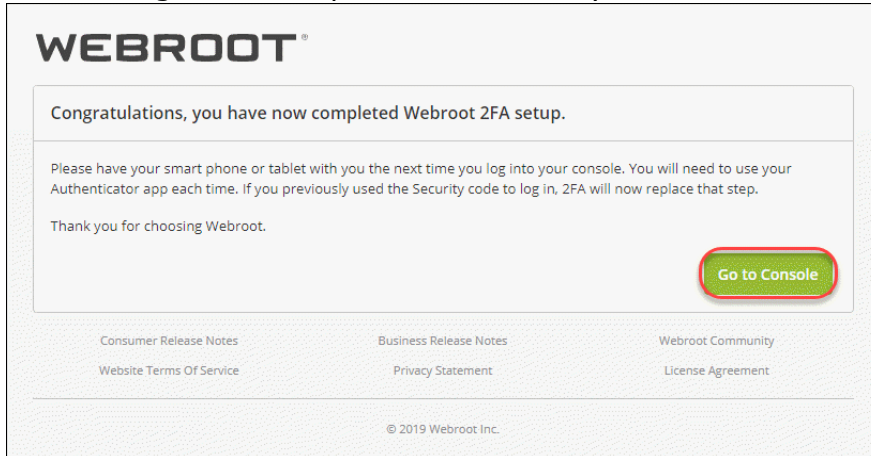 WEBROOT®
Congratulations, you have now completed Webroot 2FA setup.
Please have your smart phone or tablet with you the next time you log into your console. You will need to use your
Authenticator app each time. If you previously used the Security code to log in, 2FA will now replace that step.
Thank you for choosing Webroot.
Go to Console
Consumer Release Notes Business Release Notes Webroot Community
Website Terms Of Service Privacy Statement License Agreement
© 2019 Webroot Inc.